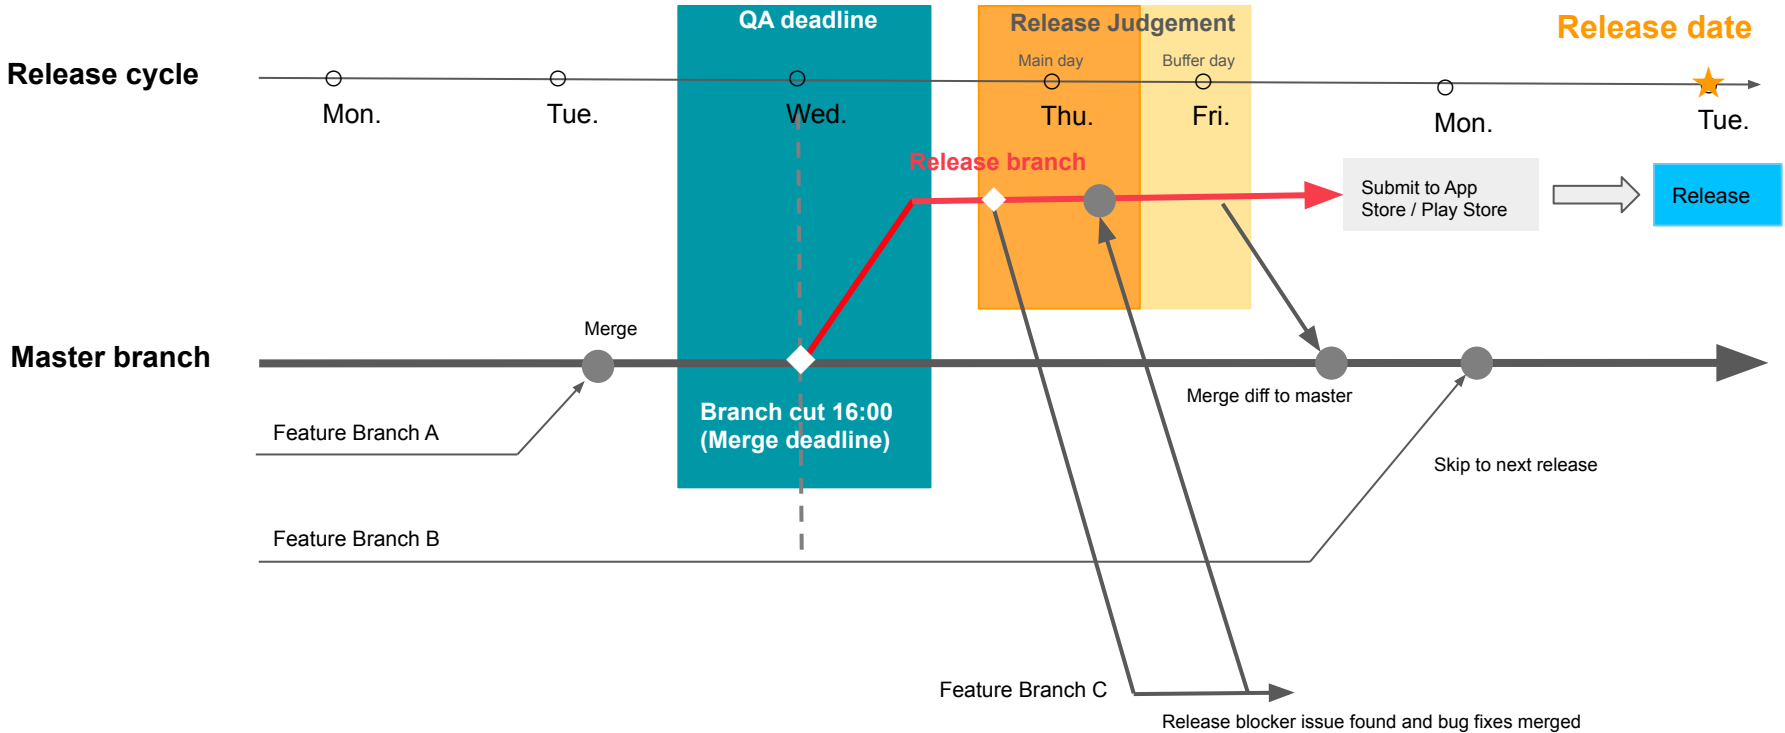 QA deadline
Release Judgement
Release date
Main day
Buffer day
Release cycle
Mon.
Tue.
Wed.
Thu.
Fri.
Mon.
Tue.
Release branch
Submit to App
Store / Play Store
Release
Merge
Master branch
Merge diff to master
Branch cut 16:00
(Merge deadline)
Feature Branch A
Skip to next release
Feature Branch B
Feature Branch C
Release blocker issue found and bug fixes merged